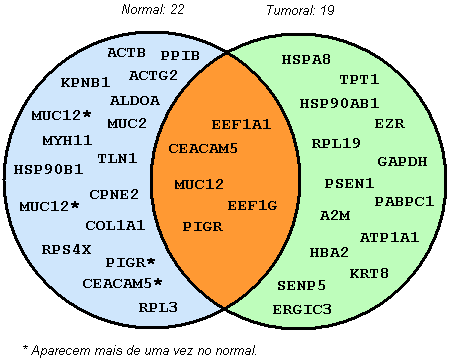 Normal: 22
Tumoral: 19
ACTB
PPIB
KPNB1
ACTG2
ALDOA
MUC12*
MUC2
MYH11
TLN1
HSP90B1
CPNE2
MUC12*
COL1A1
RPS4X
PIGR*
CEACAM5*
RPL3
EEF1A1
CEACAM5
MUC12
EEF1G
PIGR
HSPA8
TPT1
HSP90AB1
EZR
RPL19
GAPDH
PSEN1
PABPC1
A2M
ATP1A1
HBA2
KRT8
SENP5
ERGIC3
* Aparecem mais de uma vez no normal.